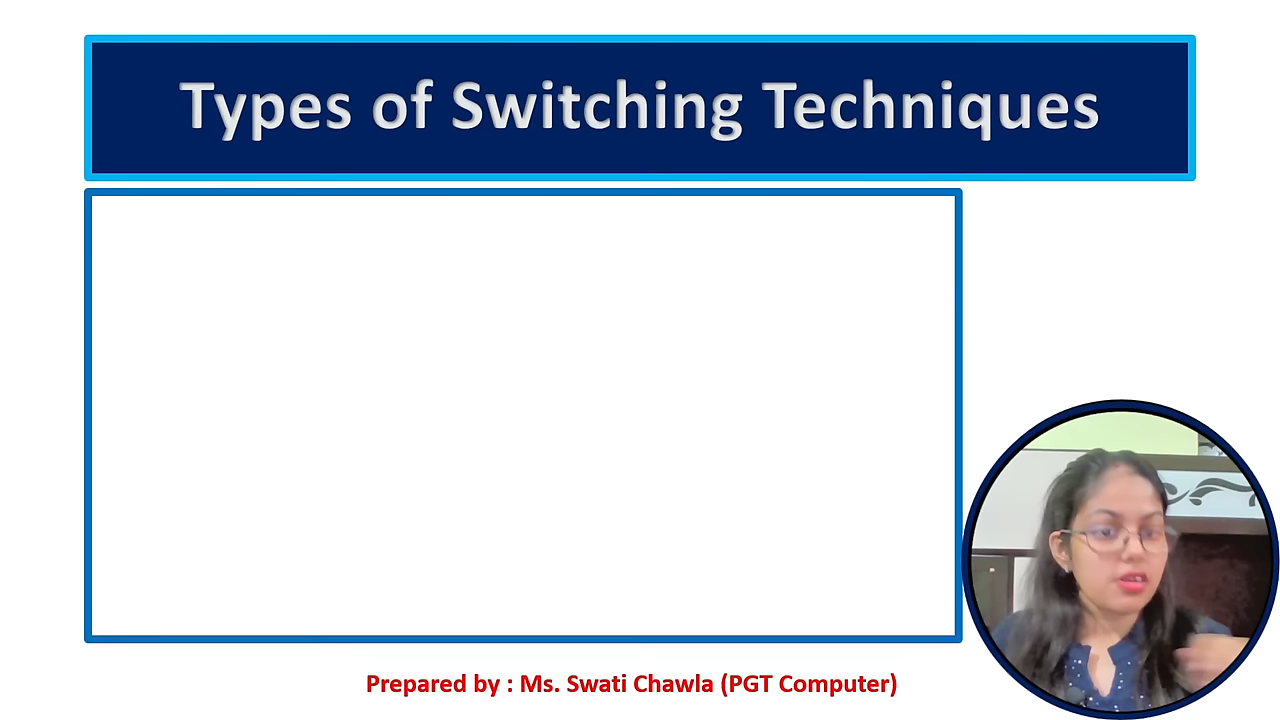 Types of Switching Techniques
Prepared by : Ms. Swati Chawla (PGT Computer)